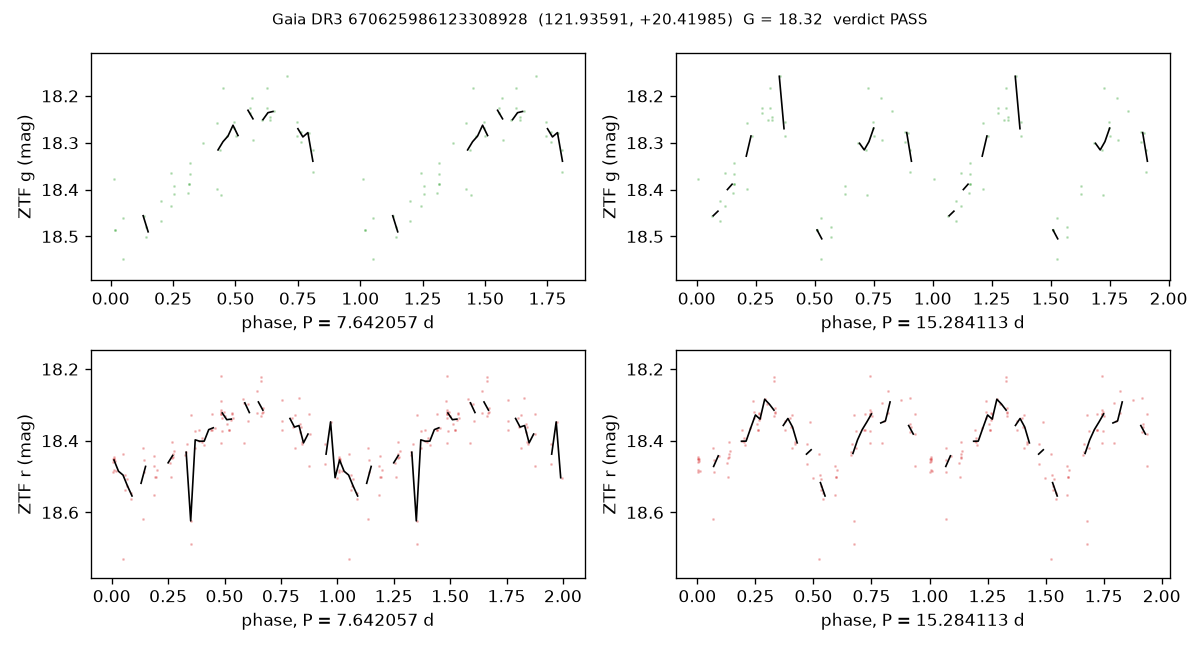 Gaia DR3 670625986123308928 (121.93591, +20.41985) G = 18.32 verdict PASS
ZTF g (mag)
18.2
18.3
18.4
18.5
0.00 0.25 0.50 0.75 1.00 1.25 1.50 1.75
phase, P = 7.642057 d
ZTF g (mag)
18.2
18.3
18.4
18.5
0.00 0.25 0.50 0.75 1.00 1.25 1.50 1.75 2.00
phase, P = 15.284113 d
ZTF r (mag)
18.2
18.4
18.6
0.00 0.25 0.50 0.75 1.00 1.25 1.50 1.75 2.00
phase, P = 7.642057 d
ZTF r (mag)
18.2
18.4
18.6
0.00 0.25 0.50 0.75 1.00 1.25 1.50 1.75 2.00
phase, P = 15.284113 d